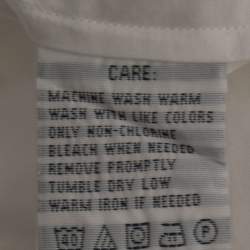 CARE:
MACHINE WASH WARM
WASH WITH LIKE COLORS
ONLY NON-CHLORINE
BLEACH WHEN NEEDED
REMOVE PROMPTLY
TUMBLE DRY LOW
WARM IRON IF NEEDED
40 P